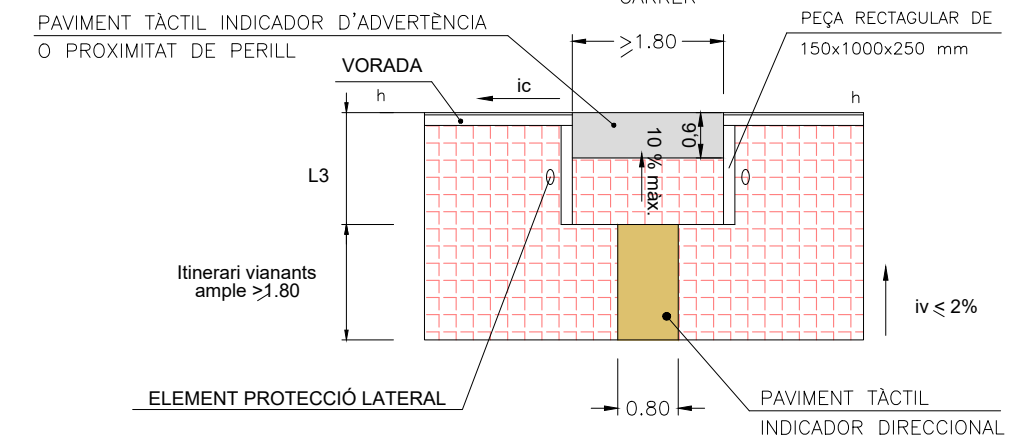 CARRER
PAVIMENT TÀCTIL INDICADOR D'ADVERTÈNCIA
O PROXIMITAT DE PERILL
PEÇA RECTAGULAR DE
150x1000x250 mm
≥1.80
VORADA
h
ic
h
0,6
10 % màx.
L3
Itinerari vianants
ample ≥1.80
iv ≤ 2%
ELEMENT PROTECCIÓ LATERAL
0.80
PAVIMENT TÀCTIL
INDICADOR DIRECCIONAL